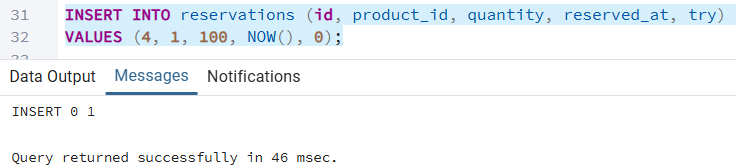 31 INSERT INTO reservations (id, product_id, quantity, reserved_at, try)
32 VALUES (4, 1, 100, NOW(), 0);
Data Output Messages Notifications
INSERT 0 1
Query returned successfully in 46 msec.